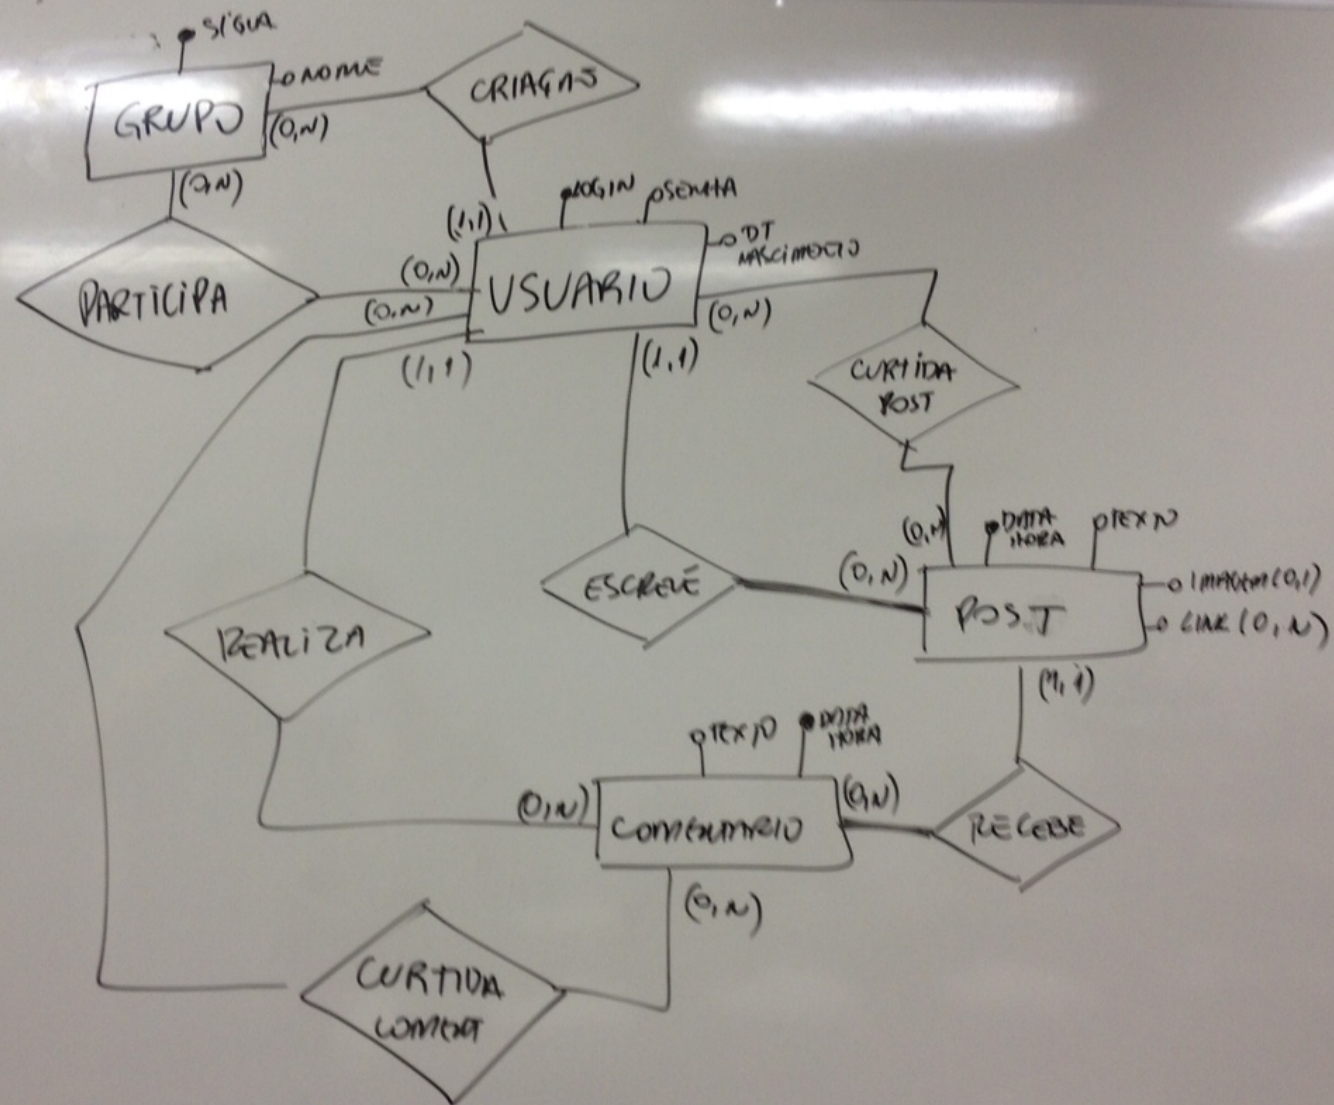 SIGLA
NOME
GRUPO
(0,N)
CRIAÇÃO
(0,N)
PARTICIPA
(1,1)
LOGIN
SENHA
DT
NASCIMENTO
(0,N)
USUARIO
(0,N)
(0,N)
(1,1)
(1,1)
CURTIDA
POST
(0,N)
DATA
HORA
TEXTO
ESCREVE
(0,N)
POST
IMAGEM (0,1)
LINK (0,N)
REALIZA
(1,1)
TEXTO
DATA
HORA
(0,N)
COMENTARIO
(0,N)
RECEBE
(0,N)
CURTIDA
COMENT